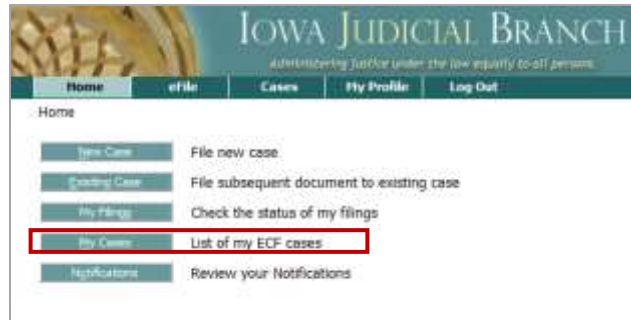 IOWA JUDICIAL BRANCH
Administering justice under the law equally to all persons
Home eFile Cases My Profile Log Out
Home
New Case File new case
Existing Case File subsequent document to existing case
My Filings Check the status of my filings
My Cases List of my ECF cases
Notifications Review your Notifications